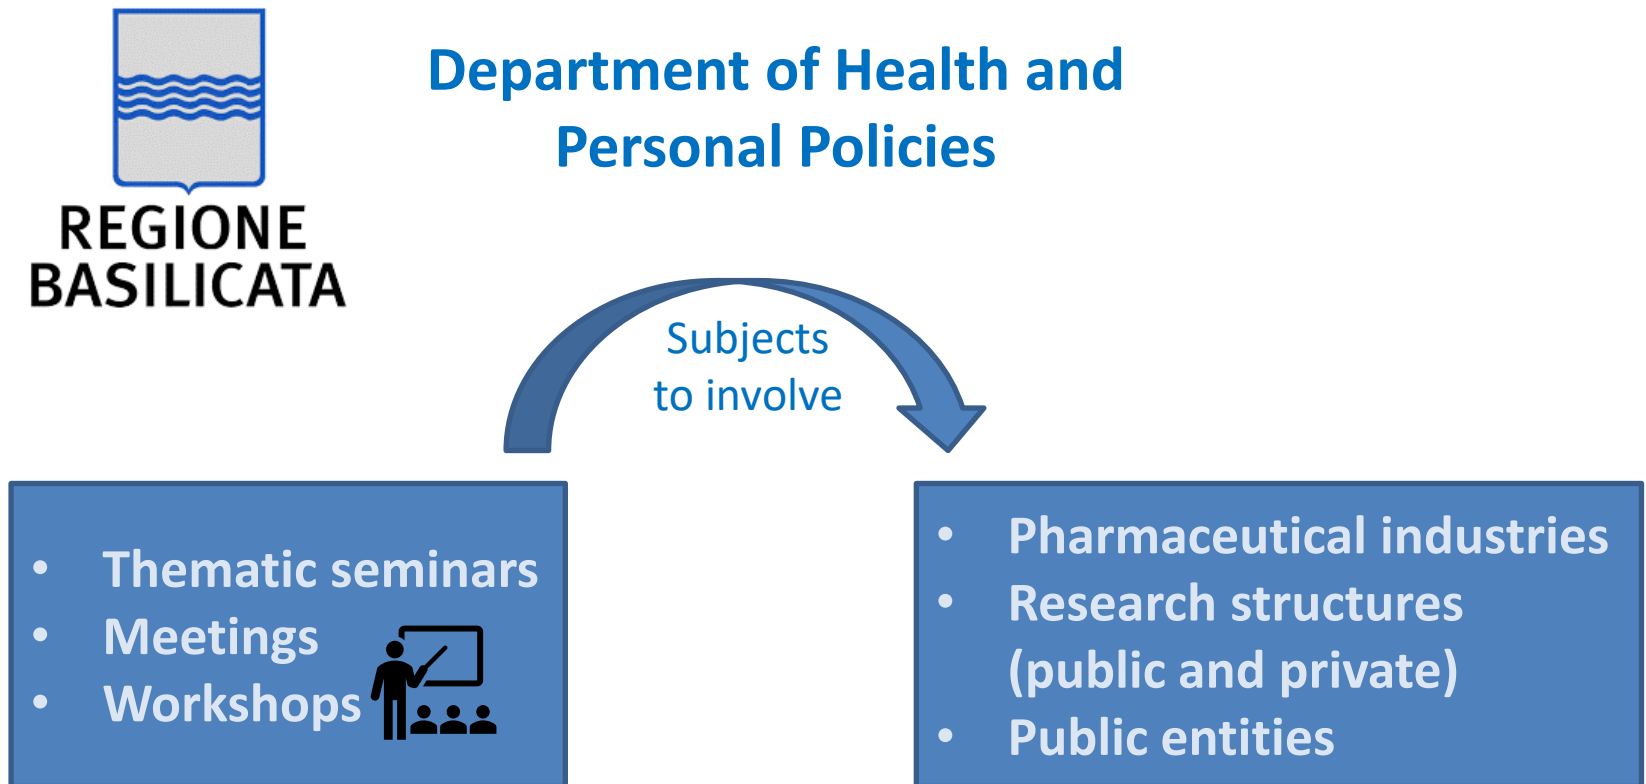 Department of Health and
Personal Policies
REGIONE
BASILICATA
Subjects
to involve
• Thematic seminars
• Meetings
• Workshops
• Pharmaceutical industries
• Research structures
(public and private)
• Public entities